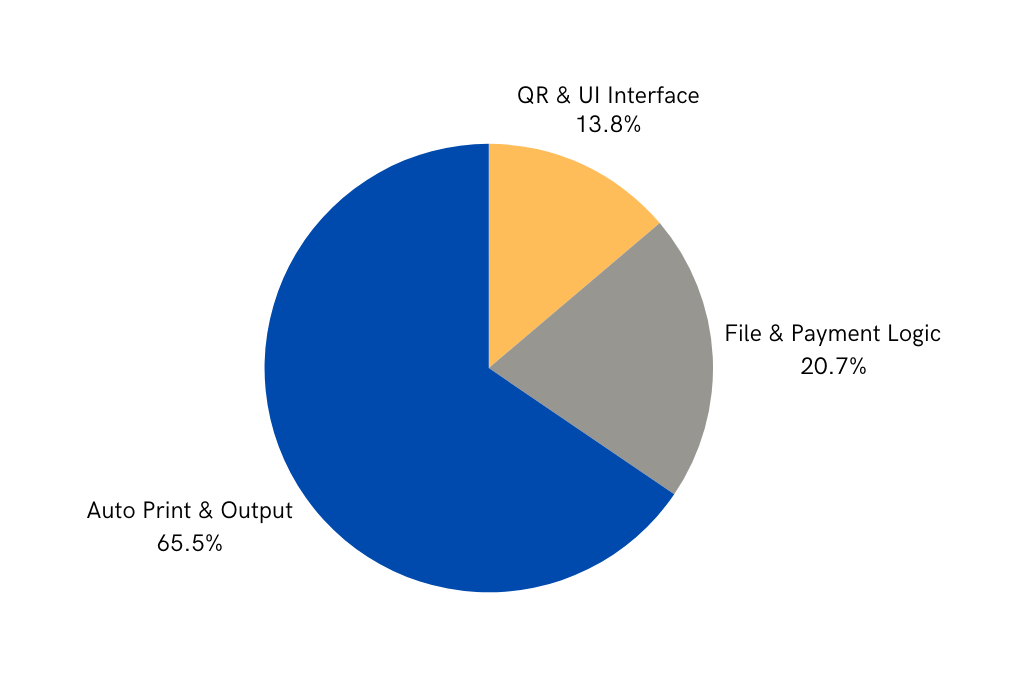 QR & UI Interface
13.8%
File & Payment Logic
20.7%
Auto Print & Output
65.5%